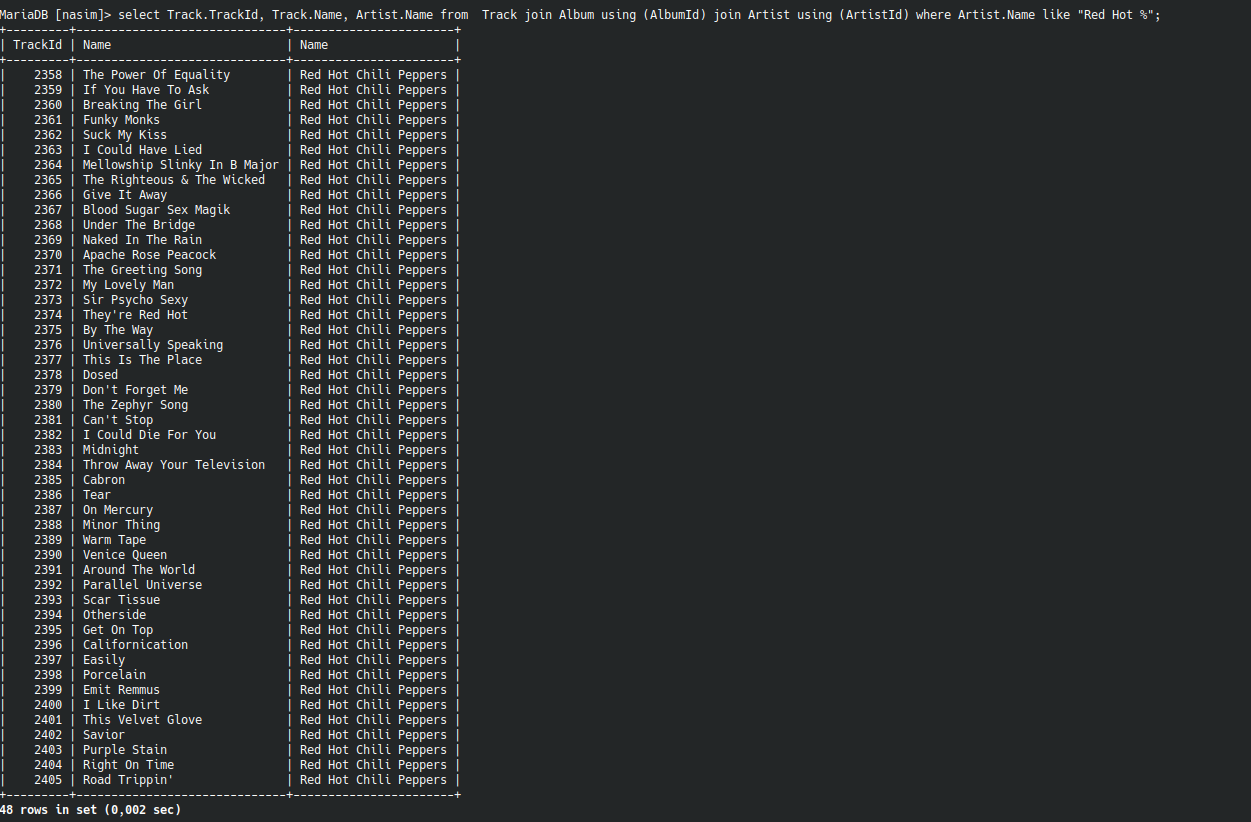 MariaDB [nasim]> select Track.TrackId, Track.Name, Artist.Name from  Track join Album using (AlbumId) join Artist using (ArtistId) where Artist.Name like "Red Hot %";
+---------+------------------------------+-----------------------+
| TrackId | Name                         | Name                  |
+---------+------------------------------+-----------------------+
|    2358 | The Power Of Equality        | Red Hot Chili Peppers |
|    2359 | If You Have To Ask           | Red Hot Chili Peppers |
|    2360 | Breaking The Girl            | Red Hot Chili Peppers |
|    2361 | Funky Monks                  | Red Hot Chili Peppers |
|    2362 | Suck My Kiss                 | Red Hot Chili Peppers |
|    2363 | I Could Have Lied            | Red Hot Chili Peppers |
|    2364 | Mellowship Slinky In B Major | Red Hot Chili Peppers |
|    2365 | The Righteous & The Wicked   | Red Hot Chili Peppers |
|    2366 | Give It Away                 | Red Hot Chili Peppers |
|    2367 | Blood Sugar Sex Magik        | Red Hot Chili Peppers |
|    2368 | Under The Bridge             | Red Hot Chili Peppers |
|    2369 | Naked In The Rain            | Red Hot Chili Peppers |
|    2370 | Apache Rose Peacock          | Red Hot Chili Peppers |
|    2371 | The Greeting Song            | Red Hot Chili Peppers |
|    2372 | My Lovely Man                | Red Hot Chili Peppers |
|    2373 | Sir Psycho Sexy              | Red Hot Chili Peppers |
|    2374 | They're Red Hot              | Red Hot Chili Peppers |
|    2375 | By The Way                   | Red Hot Chili Peppers |
|    2376 | Universally Speaking         | Red Hot Chili Peppers |
|    2377 | This Is The Place            | Red Hot Chili Peppers |
|    2378 | Dosed                        | Red Hot Chili Peppers |
|    2379 | Don't Forget Me              | Red Hot Chili Peppers |
|    2380 | The Zephyr Song              | Red Hot Chili Peppers |
|    2381 | Can't Stop                   | Red Hot Chili Peppers |
|    2382 | I Could Die For You          | Red Hot Chili Peppers |
|    2383 | Midnight                     | Red Hot Chili Peppers |
|    2384 | Throw Away Your Television   | Red Hot Chili Peppers |
|    2385 | Cabron                       | Red Hot Chili Peppers |
|    2386 | Tear                         | Red Hot Chili Peppers |
|    2387 | On Mercury                   | Red Hot Chili Peppers |
|    2388 | Minor Thing                  | Red Hot Chili Peppers |
|    2389 | Warm Tape                    | Red Hot Chili Peppers |
|    2390 | Venice Queen                 | Red Hot Chili Peppers |
|    2391 | Around The World             | Red Hot Chili Peppers |
|    2392 | Parallel Universe            | Red Hot Chili Peppers |
|    2393 | Scar Tissue                  | Red Hot Chili Peppers |
|    2394 | Otherside                    | Red Hot Chili Peppers |
|    2395 | Get On Top                   | Red Hot Chili Peppers |
|    2396 | Californication              | Red Hot Chili Peppers |
|    2397 | Easily                       | Red Hot Chili Peppers |
|    2398 | Porcelain                    | Red Hot Chili Peppers |
|    2399 | Emit Remmus                  | Red Hot Chili Peppers |
|    2400 | I Like Dirt                  | Red Hot Chili Peppers |
|    2401 | This Velvet Glove            | Red Hot Chili Peppers |
|    2402 | Savior                       | Red Hot Chili Peppers |
|    2403 | Purple Stain                 | Red Hot Chili Peppers |
|    2404 | Right On Time                | Red Hot Chili Peppers |
|    2405 | Road Trippin'                | Red Hot Chili Peppers |
+---------+------------------------------+-----------------------+
48 rows in set (0,002 sec)